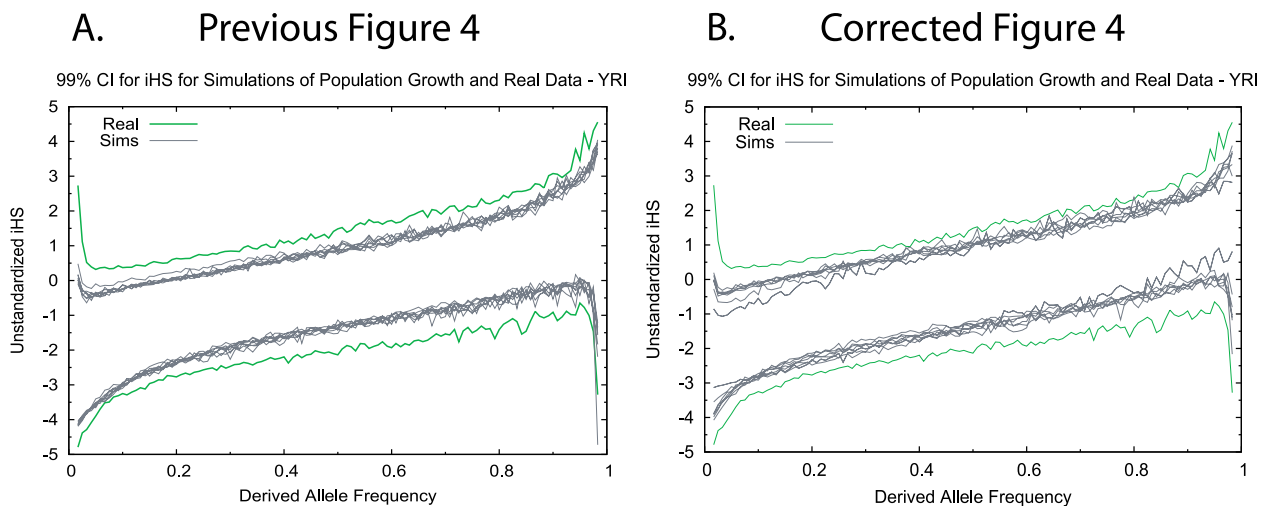 A. Previous Figure 4
99% CI for iHS for Simulations of Population Growth and Real Data - YRI
Unstandardized iHS
5
4
3
2
1
0
-1
-2
-3
-4
-5
Real
Sims
0
0.2
0.4
0.6
0.8
1
Derived Allele Frequency
B. Corrected Figure 4
99% CI for iHS for Simulations of Population Growth and Real Data - YRI
Unstandardized iHS
5
4
3
2
1
0
-1
-2
-3
-4
-5
Real
Sims
0
0.2
0.4
0.6
0.8
1
Derived Allele Frequency